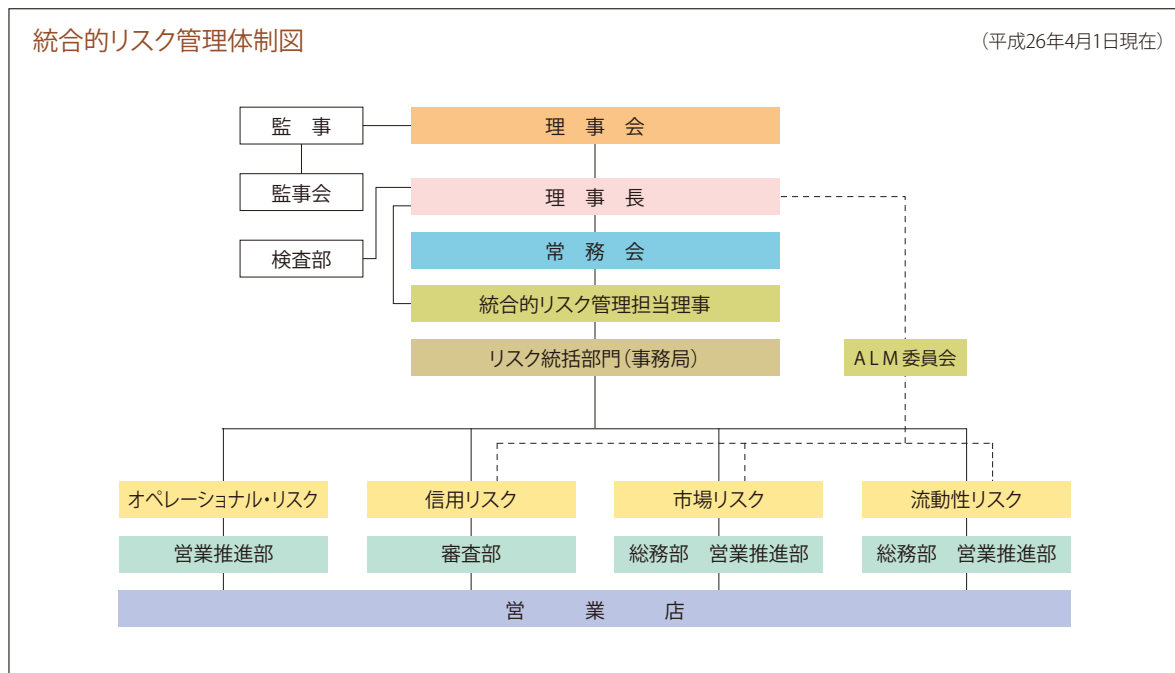 統合的リスク管理体制図
（平成26年4月1日現在）
監　事
理　事　会
監事会
理　事　長
検査部
常　務　会
統合的リスク管理担当理事
リスク統括部門（事務局）
ＡＬＭ委員会
オペレーショナル・リスク
信用リスク
市場リスク
流動性リスク
営業推進部
審査部
総務部　営業推進部
総務部　営業推進部
営　業　店